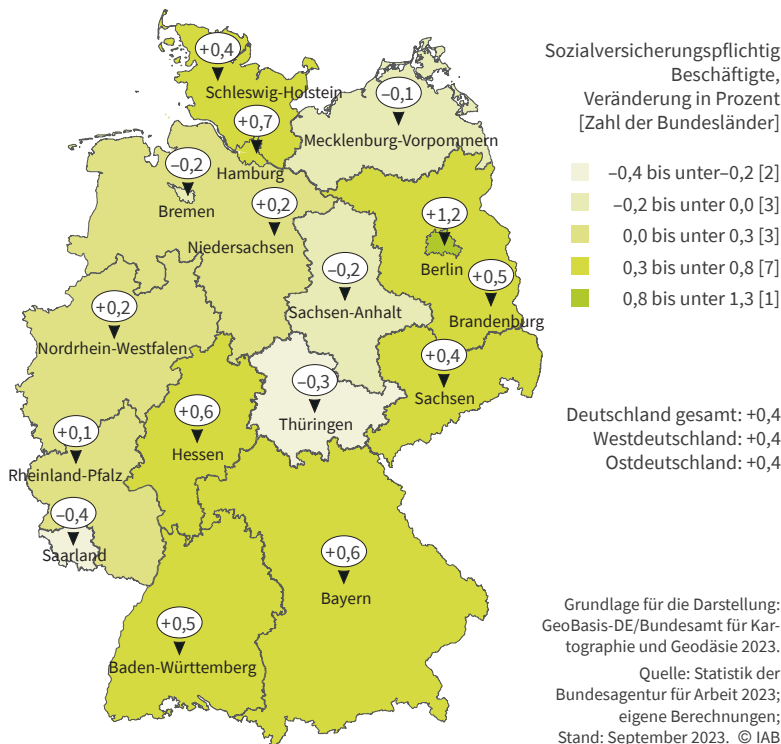 Sozialversicherungspflichtig
Beschäftigte,
Veränderung in Prozent
[Zahl der Bundesländer]
–0,4 bis unter–0,2 [2]
–0,2 bis unter 0,0 [3]
0,0 bis unter 0,3 [3]
0,3 bis unter 0,8 [7]
0,8 bis unter 1,3 [1]
+0,4
Schleswig-Holstein
+0,7
Hamburg
–0,1
Mecklenburg-Vorpommern
–0,2
Bremen
+0,2
Niedersachsen
+1,2
Berlin
+0,5
Brandenburg
–0,2
Sachsen-Anhalt
+0,2
Nordrhein-Westfalen
+0,4
Sachsen
–0,3
Thüringen
+0,6
Hessen
+0,1
Rheinland-Pfalz
–0,4
Saarland
+0,6
Bayern
+0,5
Baden-Württemberg
Deutschland gesamt: +0,4
Westdeutschland: +0,4
Ostdeutschland: +0,4
Grundlage für die Darstellung:
GeoBasis-DE/Bundesamt für Kar-
tographie und Geodäsie 2023.
Quelle: Statistik der
Bundesagentur für Arbeit 2023;
eigene Berechnungen;
Stand: September 2023. © IAB